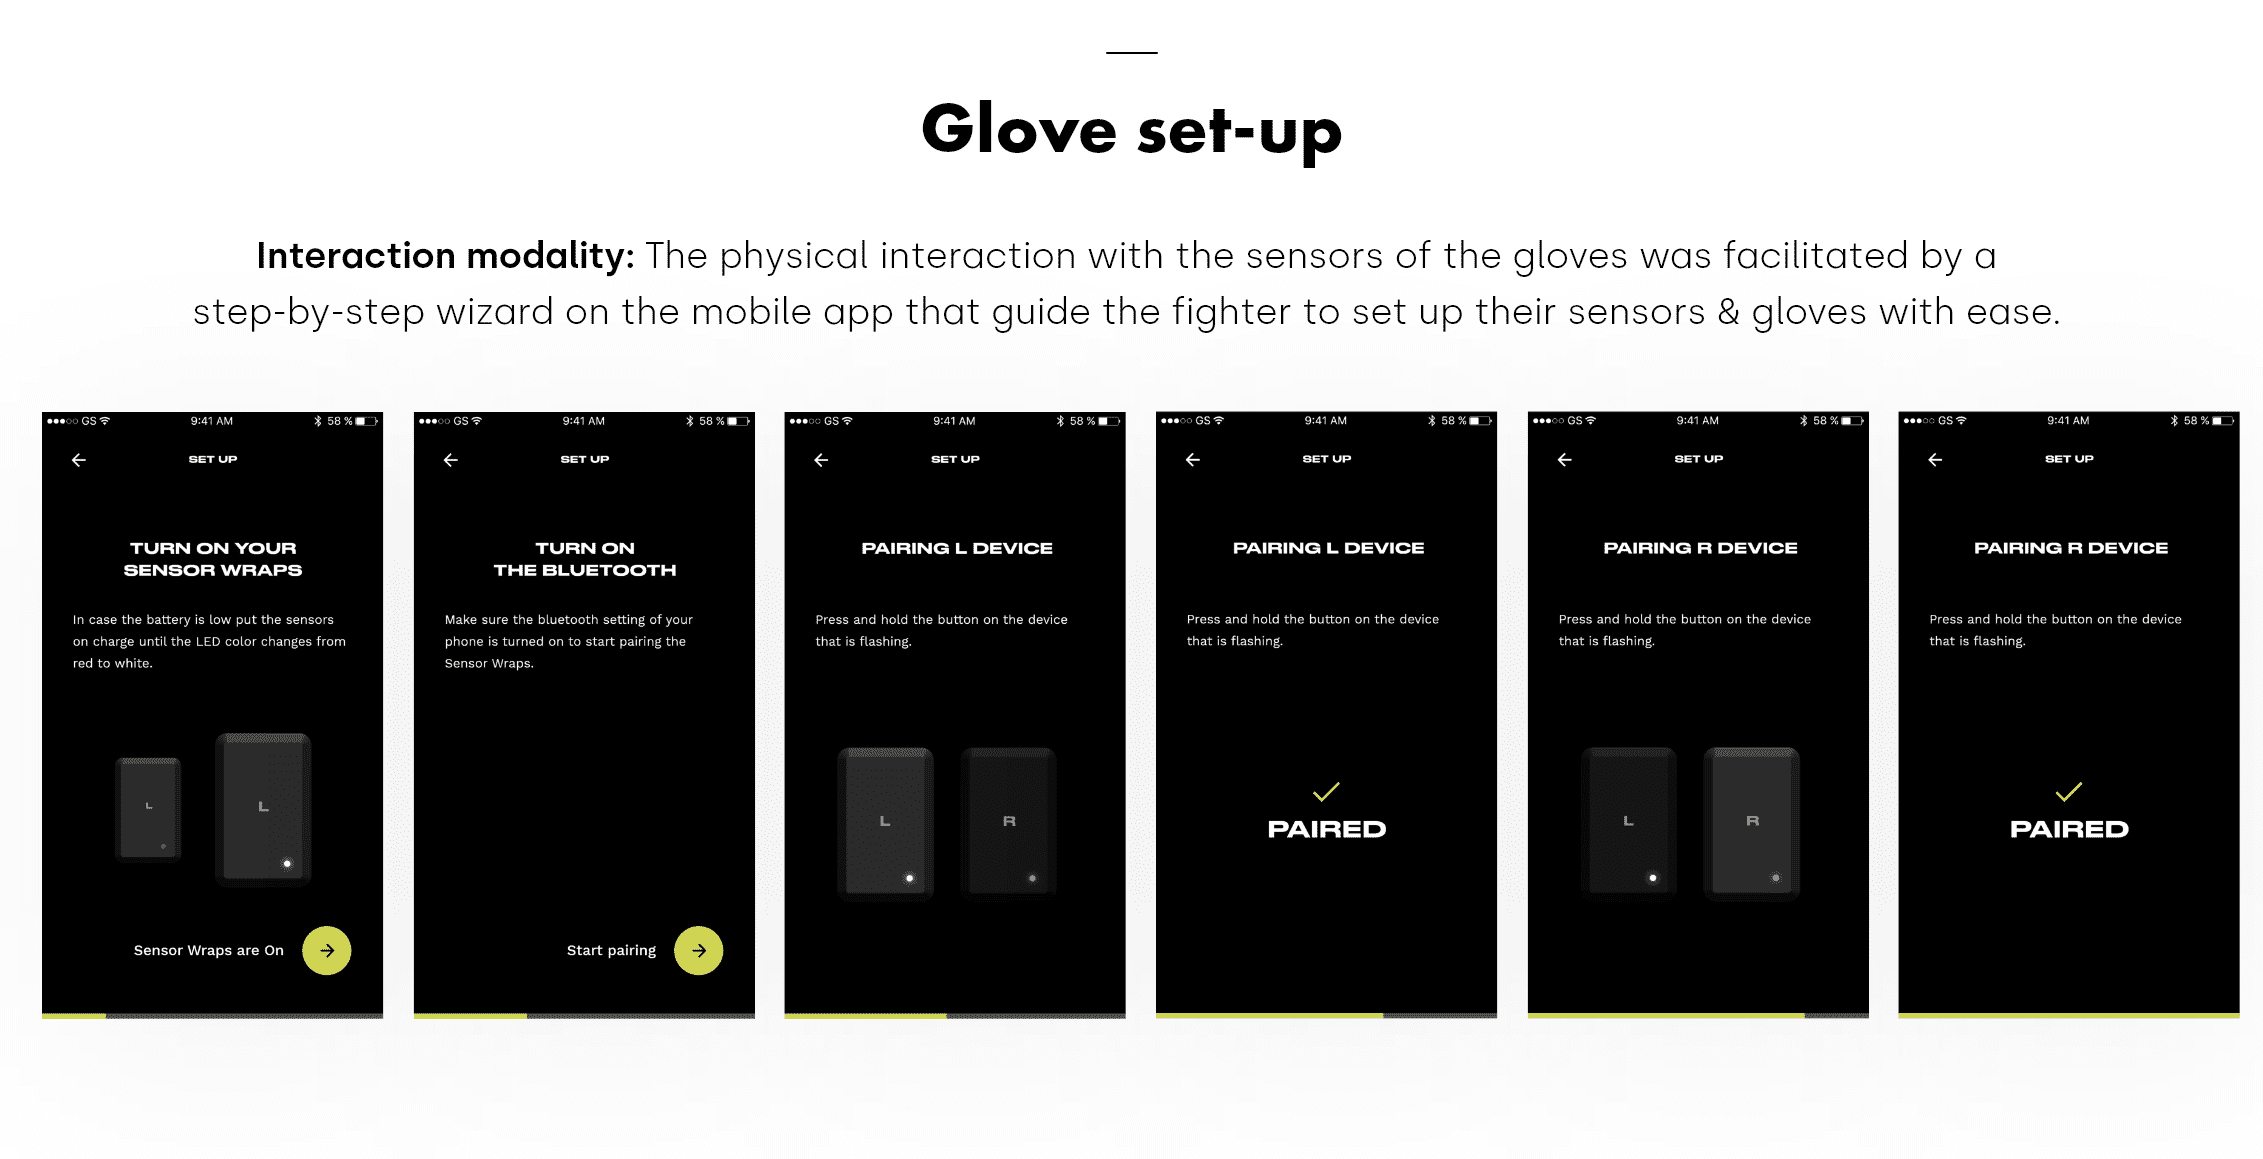 Glove set-up
Interaction modality: The physical interaction with the sensors of the gloves was facilitated by a
step-by-step wizard on the mobile app that guide the fighter to set up their sensors & gloves with ease.
GS 9:41 AM 58 %
SET UP
TURN ON YOUR
SENSOR WRAPS
In case the battery is low put the sensors
on charge until the LED color changes from
red to white.
L L
Sensor Wraps are On
GS 9:41 AM 58 %
SET UP
TURN ON
THE BLUETOOTH
Make sure the bluetooth setting of your
phone is turned on to start pairing the
Sensor Wraps.
Start pairing
GS 9:41 AM 58 %
SET UP
PAIRING L DEVICE
Press and hold the button on the device
that is flashing.
L R
GS 9:41 AM 58 %
SET UP
PAIRING L DEVICE
Press and hold the button on the device
that is flashing.
PAIRED
GS 9:41 AM 58 %
SET UP
PAIRING R DEVICE
Press and hold the button on the device
that is flashing.
L R
GS 9:41 AM 58 %
SET UP
PAIRING R DEVICE
Press and hold the button on the device
that is flashing.
PAIRED